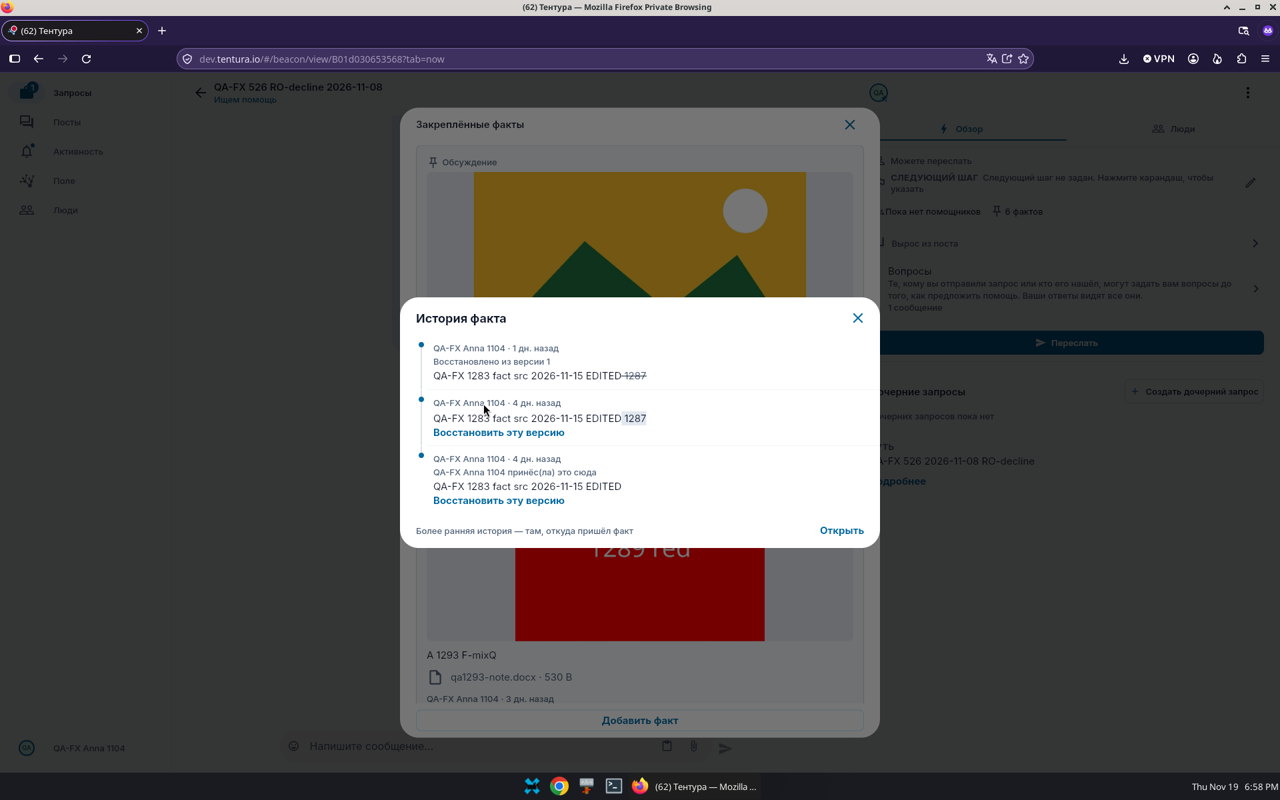 (62) Тентура — Mozilla Firefox Private Browsing
(62) Тентура
dev.tentura.io/#/beacon/view/B01d030653568?tab=now
VPN
Запросы
Посты
Активность
Поле
Люди
QA-FX 526 RO-decline 2026-11-08
Ищем помощь
Закреплённые факты
Обсуждение
История факта
QA-FX Anna 1104 · 1 дн. назад
Восстановлено из версии 1
QA-FX 1283 fact src 2026-11-15 EDITED 1287
QA-FX Anna 1104 · 4 дн. назад
QA-FX 1283 fact src 2026-11-15 EDITED 1287
Восстановить эту версию
QA-FX Anna 1104 · 4 дн. назад
QA-FX Anna 1104 принёс(ла) это сюда
QA-FX 1283 fact src 2026-11-15 EDITED
Восстановить эту версию
Более ранняя история — там, откуда пришёл факт
Открыть
1289 red
A 1293 F-mixQ
qa1293-note.docx · 530 B
QA-FX Anna 1104 · 3 дн. назад
Добавить факт
QA
Обзор
Люди
Можете переслать
СЛЕДУЮЩИЙ ШАГ Следующий шаг не задан. Нажмите карандаш, чтобы
указать
Пока нет помощников
6 фактов
Вырос из поста
Вопросы
Те, кому вы отправили запрос или кто его нашёл, могут задать вам вопросы до
того, как предложить помощь. Ваши ответы видят все они.
1 сообщение
Переслать
Создать дочерний запрос
QA-FX 526 2026-11-08 RO-decline
QA
QA-FX Anna 1104
Напишите сообщение...
(62) Тентура — Mozilla ...
Thu Nov 19 6:58 PM